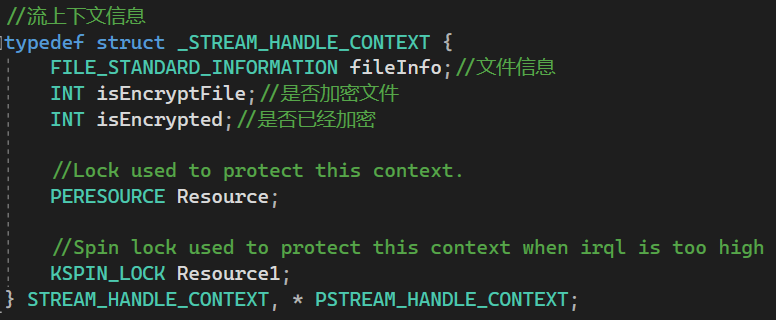 //流上下文信息
typedef struct _STREAM_HANDLE_CONTEXT {
FILE_STANDARD_INFORMATION fileInfo;//文件信息
INT isEncryptFile;//是否加密文件
INT isEncrypted;//是否已经加密
//Lock used to protect this context.
PERESOURCE Resource;
//Spin lock used to protect this context when irql is too high
KSPIN_LOCK Resource1;
} STREAM_HANDLE_CONTEXT, * PSTREAM_HANDLE_CONTEXT;